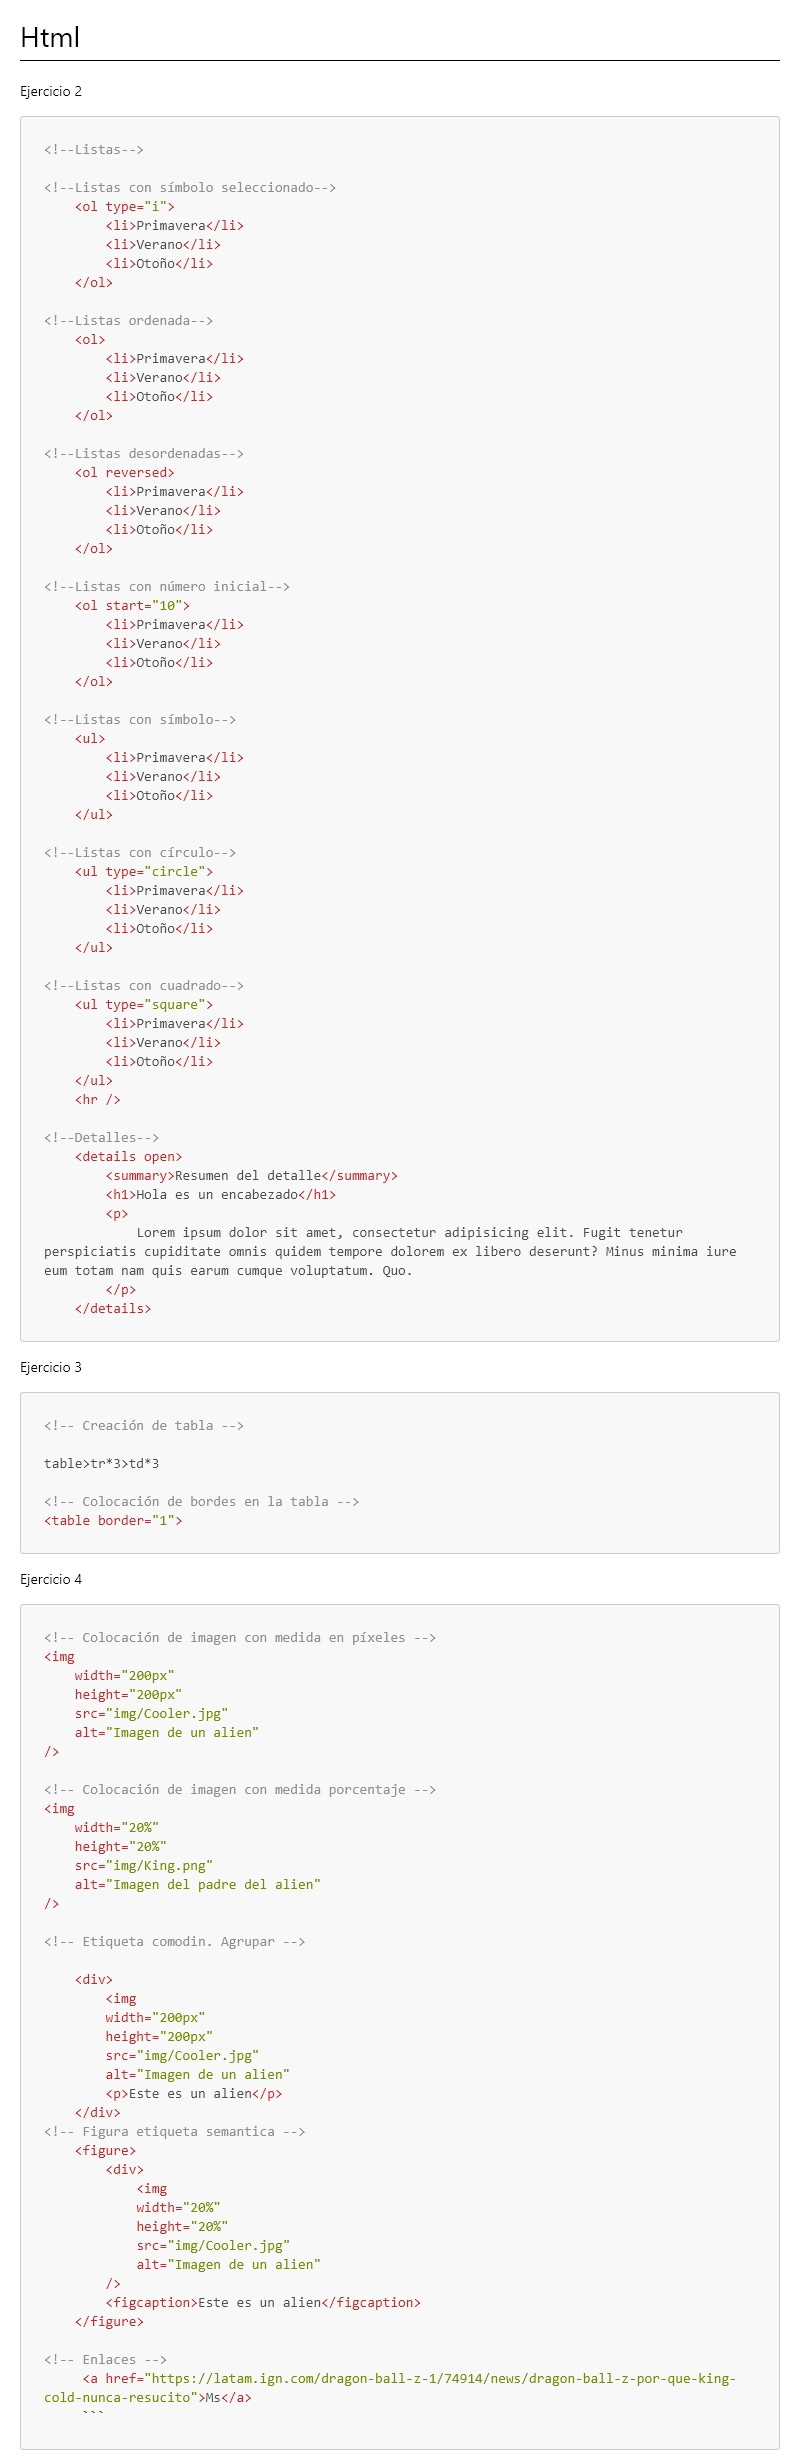 Html
Ejercicio 2
<!--Listas-->
<!--Listas con símbolo seleccionado-->
<ol type="i">
<li>Primavera</li>
<li>Verano</li>
<li>Otoño</li>
</ol>
<!--Listas ordenada-->
<ol>
<li>Primavera</li>
<li>Verano</li>
<li>Otoño</li>
</ol>
<!--Listas desordenadas-->
<ol reversed>
<li>Primavera</li>
<li>Verano</li>
<li>Otoño</li>
</ol>
<!--Listas con número inicial-->
<ol start="10">
<li>Primavera</li>
<li>Verano</li>
<li>Otoño</li>
</ol>
<!--Listas con símbolo-->
<ul>
<li>Primavera</li>
<li>Verano</li>
<li>Otoño</li>
</ul>
<!--Listas con círculo-->
<ul type="circle">
<li>Primavera</li>
<li>Verano</li>
<li>Otoño</li>
</ul>
<!--Listas con cuadrado-->
<ul type="square">
<li>Primavera</li>
<li>Verano</li>
<li>Otoño</li>
</ul>
<hr />
<!--Detalles-->
<details open>
<summary>Resumen del detalle</summary>
<h1>Hola es un encabezado</h1>
<p>
Lorem ipsum dolor sit amet, consectetur adipisicing elit. Fugit tenetur
perspiciatis cupiditate omnis quidem tempore dolorem ex libero deserunt? Minus minima iure
eum totam nam quis earum cumque voluptatum. Quo.
</p>
</details>
Ejercicio 3
<!-- Creación de tabla -->
table>tr*3>td*3
<!-- Colocación de bordes en la tabla -->
<table border="1">
Ejercicio 4
<!-- Colocación de imagen con medida en píxeles -->
<img
width="200px"
height="200px"
src="img/Cooler.jpg"
alt="Imagen de un alien"
/>
<!-- Colocación de imagen con medida porcentaje -->
<img
width="20%"
height="20%"
src="img/King.png"
alt="Imagen del padre del alien"
/>
<!-- Etiqueta comodin. Agrupar -->
<div>
<img
width="200px"
height="200px"
src="img/Cooler.jpg"
alt="Imagen de un alien"
<p>Este es un alien</p>
</div>
<!-- Figura etiqueta semantica -->
<figure>
<div>
<img
width="20%"
height="20%"
src="img/Cooler.jpg"
alt="Imagen de un alien"
/>
<figcaption>Este es un alien</figcaption>
</figure>
<!-- Enlaces -->
<a href="https://latam.ign.com/dragon-ball-z-1/74914/news/dragon-ball-z-por-que-king-
cold-nunca-resucito">Ms</a>
```